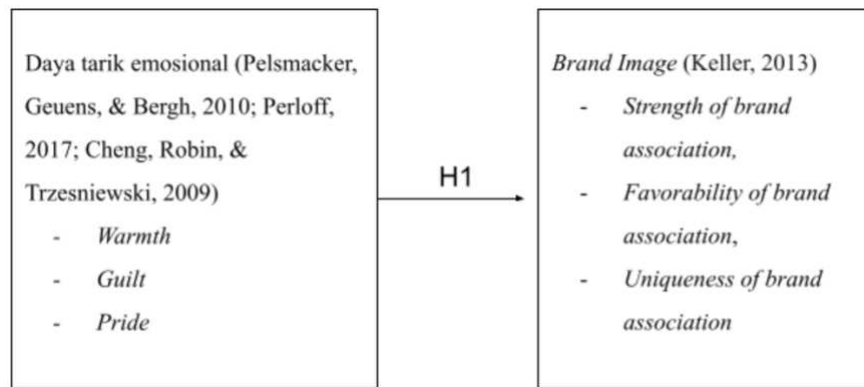 Daya tarik emosional (Pelsmacker,
Geuens, & Bergh, 2010; Perloff,
2017; Cheng, Robin, &
Trzesniewski, 2009)
- Warmth
- Guilt
- Pride
H1
Brand Image (Keller, 2013)
- Strength of brand
association,
- Favorability of brand
association,
- Uniqueness of brand
association